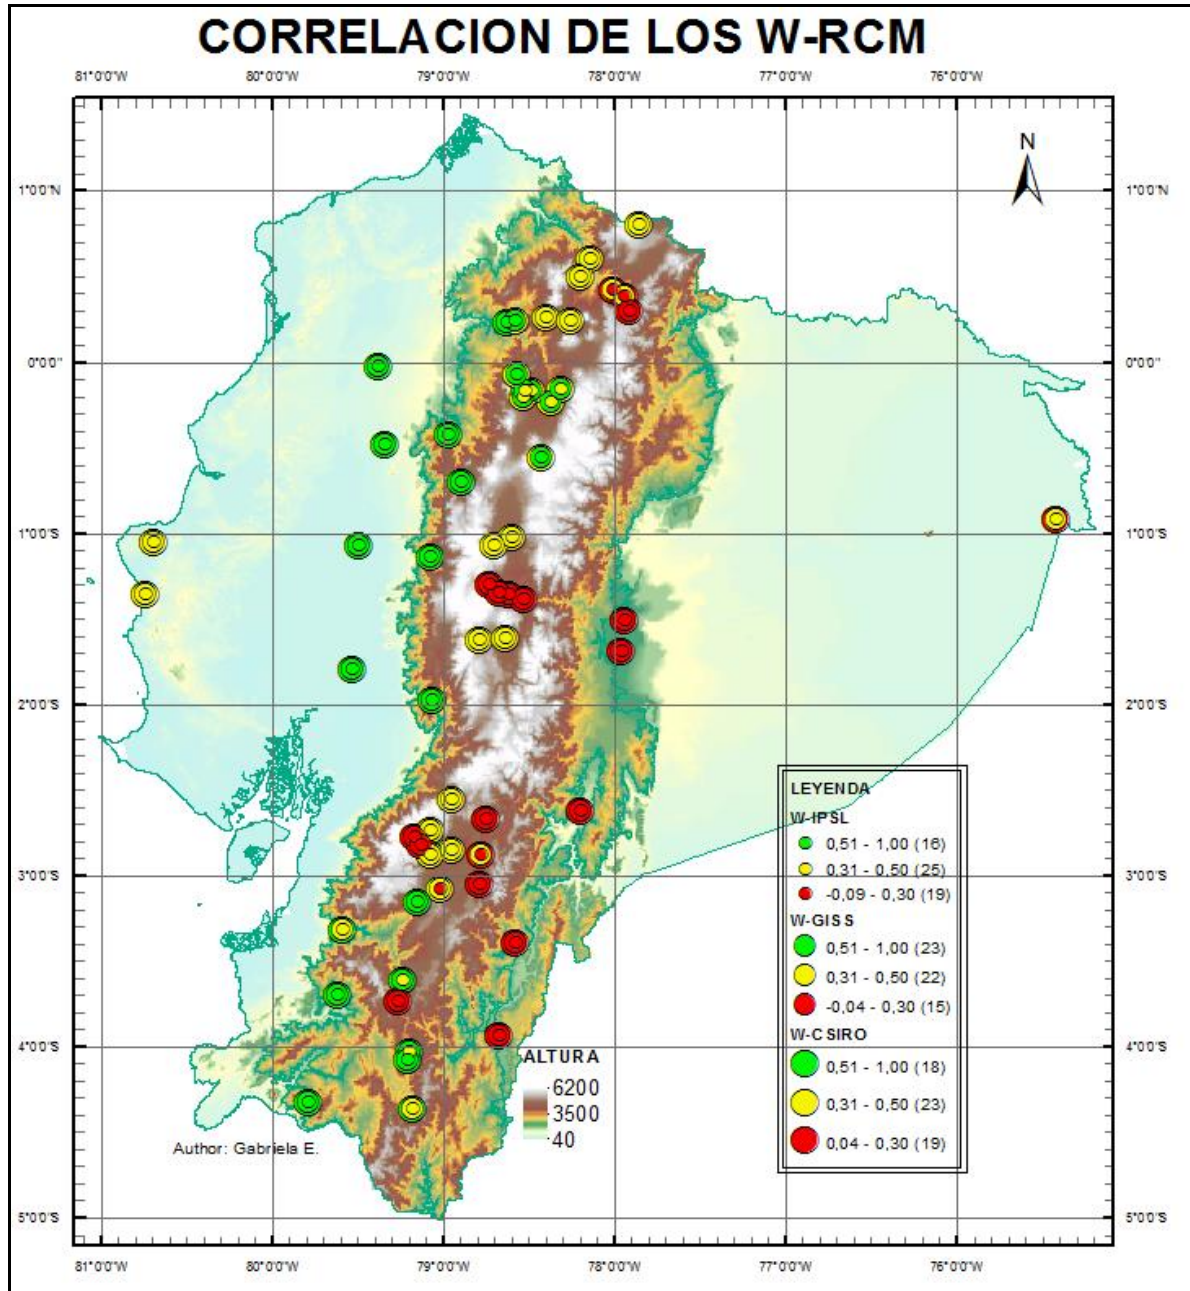 CORRELACION DE LOS W-RCM
81°0'0"W 80°0'0"W 79°0'0"W 78°0'0"W 77°0'0"W 76°0'0"W
N
1°0'0"N 1°0'0"N
0°0'0" 0°0'0"
1°0'0"S 1°0'0"S
2°0'0"S 2°0'0"S
LEYENDA
W-IPSL
0,51 - 1,00 (16)
0,31 - 0,50 (25)
-0,09 - 0,30 (19)
W-GISS
0,51 - 1,00 (23)
0,31 - 0,50 (22)
-0,04 - 0,30 (15)
W-CSIRO
0,51 - 1,00 (18)
0,31 - 0,50 (23)
0,04 - 0,30 (19)
3°0'0"S 3°0'0"S
4°0'0"S 4°0'0"S
ALTURA
6200
3500
40
Author: Gabriela E.
5°0'0"S 5°0'0"S
81°0'0"W 80°0'0"W 79°0'0"W 78°0'0"W 77°0'0"W 76°0'0"W